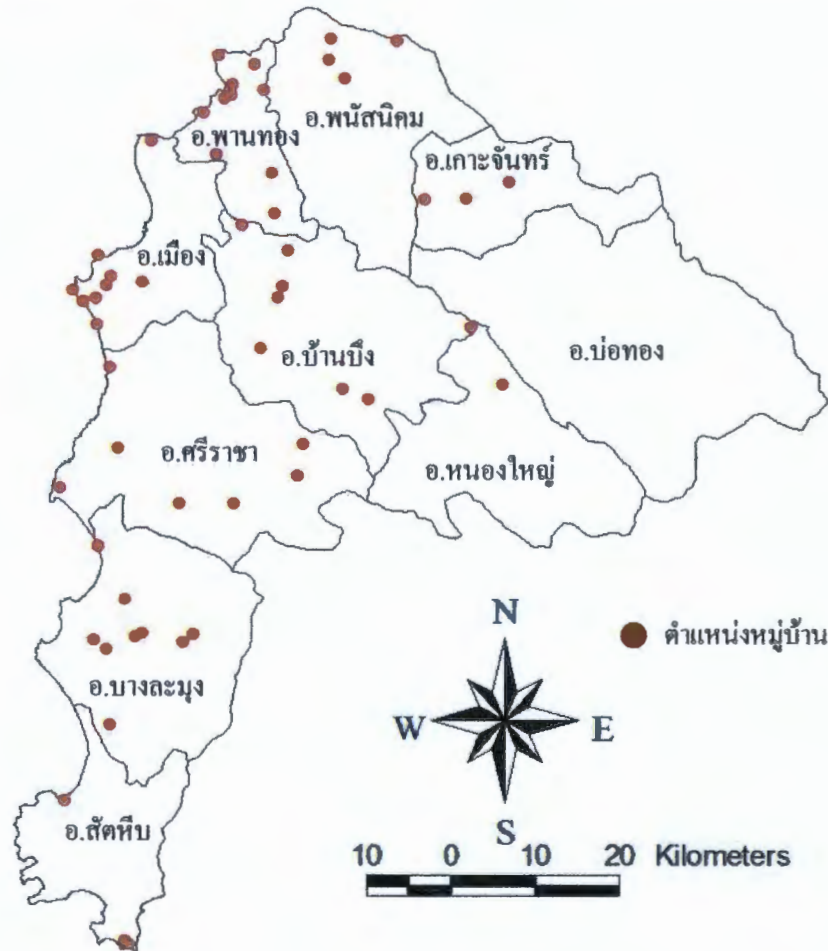 อ.พนัสนิคม
อ.พานทอง
อ.เกาะจันทร์
อ.เมือง
อ.บ้านบึง
อ.บ่อทอง
อ.ศรีราชา
อ.หนองใหญ่
N
ตำแหน่งหมู่บ้าน
อ.บางละมุง
W E
S
อ.สัตหีบ
10 0 10 20 Kilometers